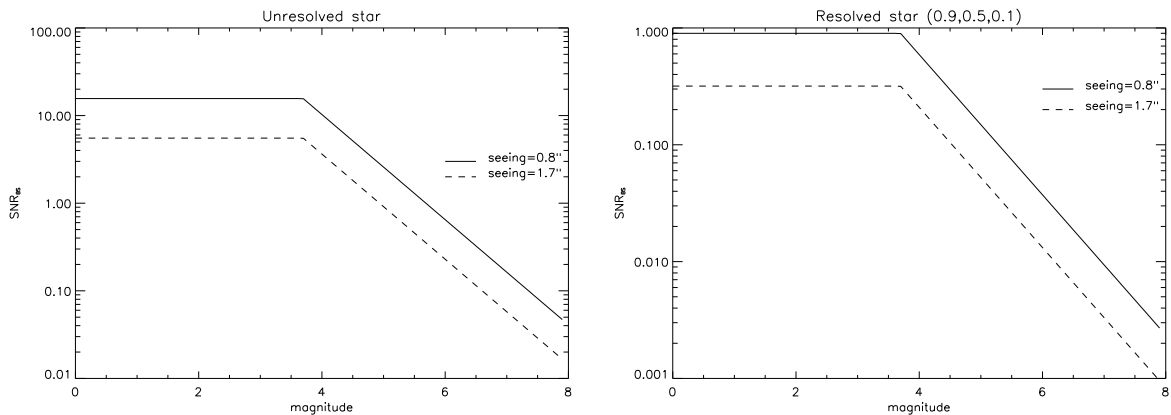 Unresolved star
100.00
10.00
1.00
0.10
0.01
SNR
seeing=0.8"
seeing=1.7"
0 2 4 6 8
magnitude
Resolved star (0.9,0.5,0.1)
1.000
0.100
0.010
0.001
SNR
seeing=0.8"
seeing=1.7"
0 2 4 6 8
magnitude